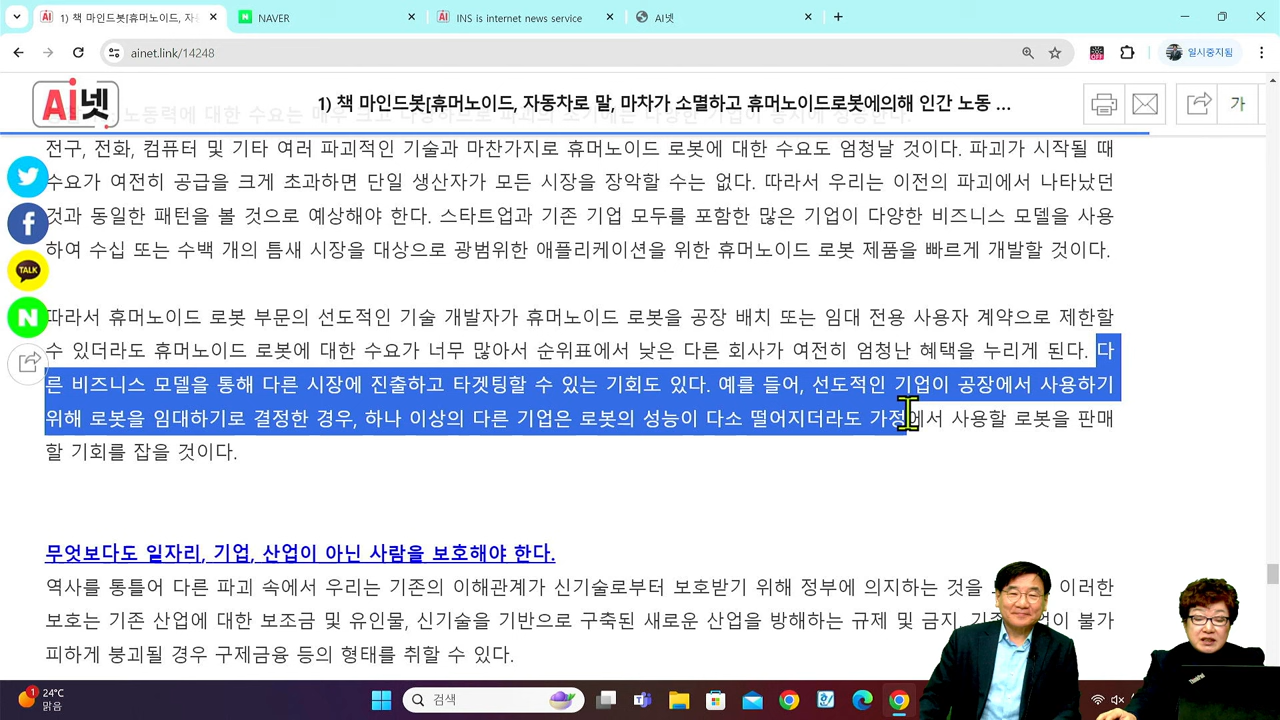 1) 책 마인드봇[휴머노이드, 자동
NAVER
INS is internet news service
AI넷
ainet.link/14248
일시중지됨
Ai넷
1) 책 마인드봇[휴머노이드, 자동차로 말, 마차가 소멸하고 휴머노이드로봇에의해 인간 노동 ...
가
노동력에 대한 수요는 매우 크고
전구, 전화, 컴퓨터 및 기타 여러 파괴적인 기술과 마찬가지로 휴머노이드 로봇에 대한 수요도 엄청날 것이다. 파괴가 시작될 때
수요가 여전히 공급을 크게 초과하면 단일 생산자가 모든 시장을 장악할 수는 없다. 따라서 우리는 이전의 파괴에서 나타났던
것과 동일한 패턴을 볼 것으로 예상해야 한다. 스타트업과 기존 기업 모두를 포함한 많은 기업이 다양한 비즈니스 모델을 사용
하여 수십 또는 수백 개의 틈새 시장을 대상으로 광범위한 애플리케이션을 위한 휴머노이드 로봇 제품을 빠르게 개발할 것이다.
따라서 휴머노이드 로봇 부문의 선도적인 기술 개발자가 휴머노이드 로봇을 공장 배치 또는 임대 전용 사용자 계약으로 제한할
수 있더라도 휴머노이드 로봇에 대한 수요가 너무 많아서 순위표에서 낮은 다른 회사가 여전히 엄청난 혜택을 누리게 된다. 다
른 비즈니스 모델을 통해 다른 시장에 진출하고 타겟팅할 수 있는 기회도 있다. 예를 들어, 선도적인 기업이 공장에서 사용하기
위해 로봇을 임대하기로 결정한 경우, 하나 이상의 다른 기업은 로봇의 성능이 다소 떨어지더라도 가정에서 사용할 로봇을 판매
할 기회를 잡을 것이다.
무엇보다도 일자리, 기업, 산업이 아닌 사람을 보호해야 한다.
역사를 통틀어 다른 파괴 속에서 우리는 기존의 이해관계가 신기술로부터 보호받기 위해 정부에 의지하는 것을 이러한
보호는 기존 산업에 대한 보조금 및 유인물, 신기술을 기반으로 구축된 새로운 산업을 방해하는 규제 및 금지, 불가
피하게 붕괴될 경우 구제금융 등의 형태를 취할 수 있다.
TALK
N
1
24°C
맑음
검색
ThinkPad